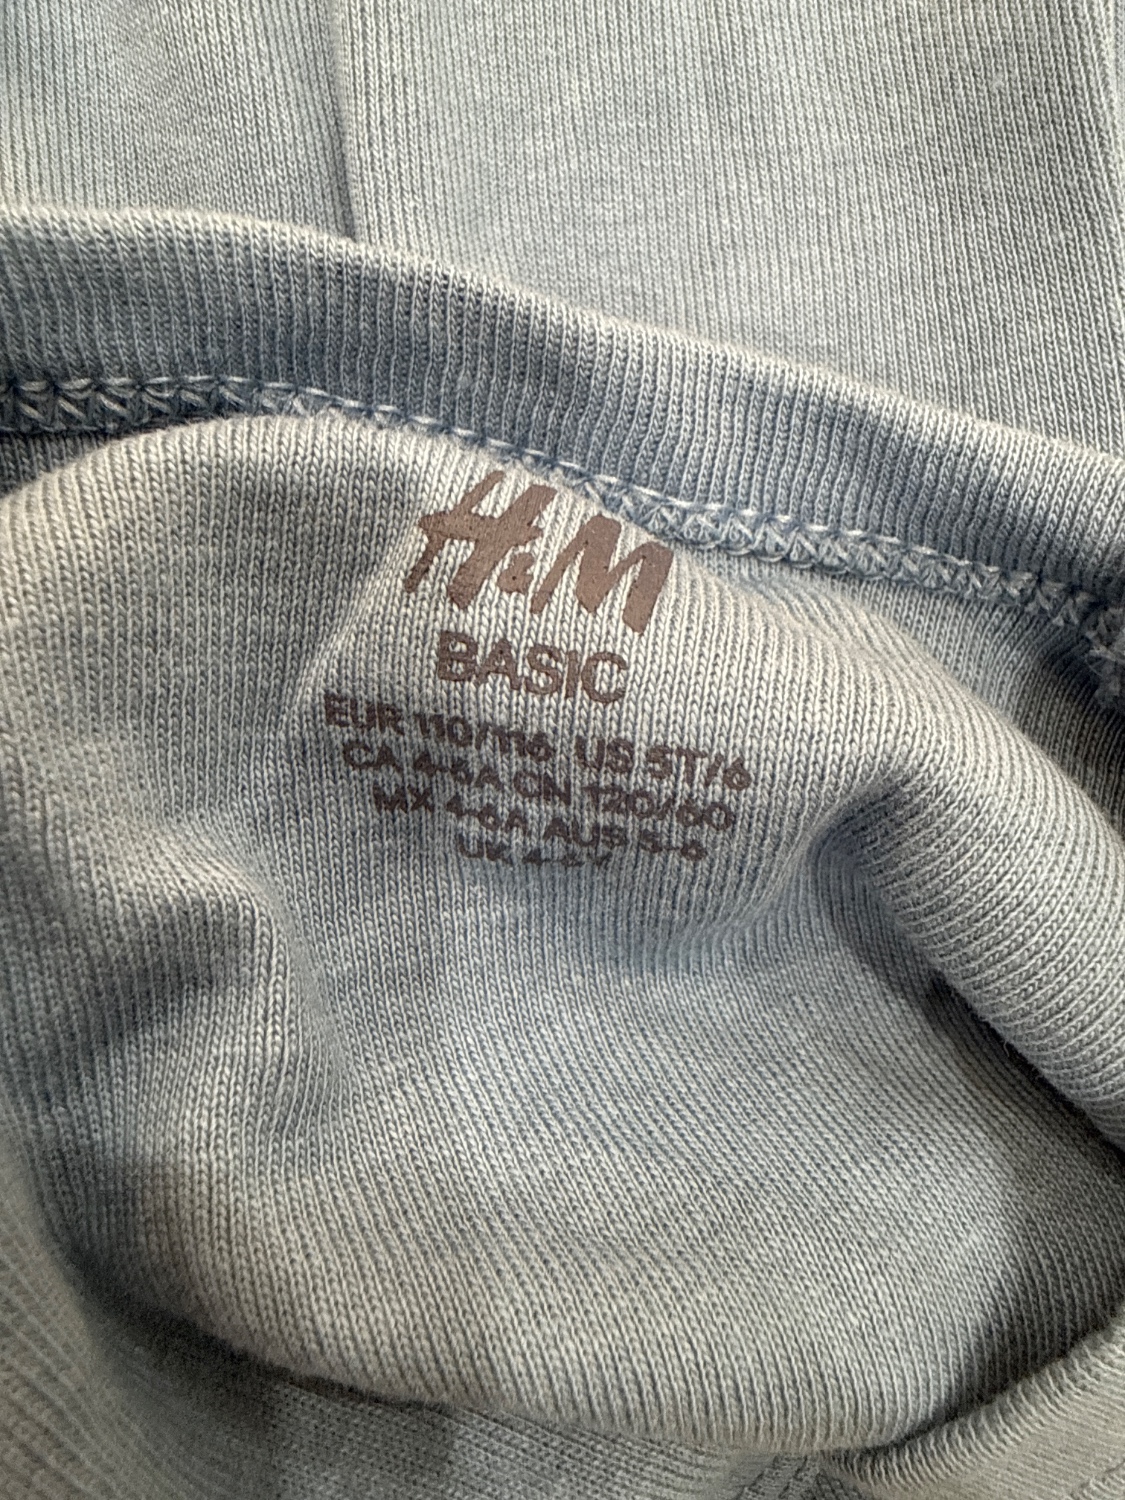 H&M
BASIC
EUR 110/116 US 5T/6
CA 4-6A CN 120/60
MX 4-6A AUS 5-6
UK 4-6Y